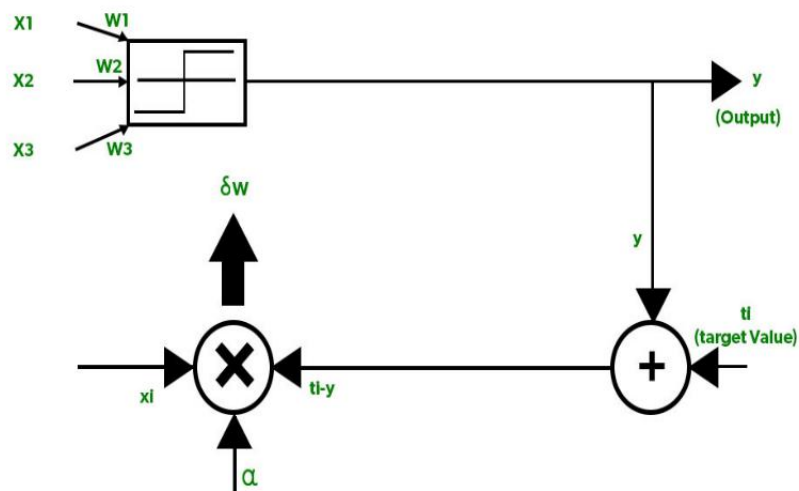 X1
W1
X2
W2
X3
W3
y
(Output)
δw
y
ti
(target Value)
xi
ti-y
α